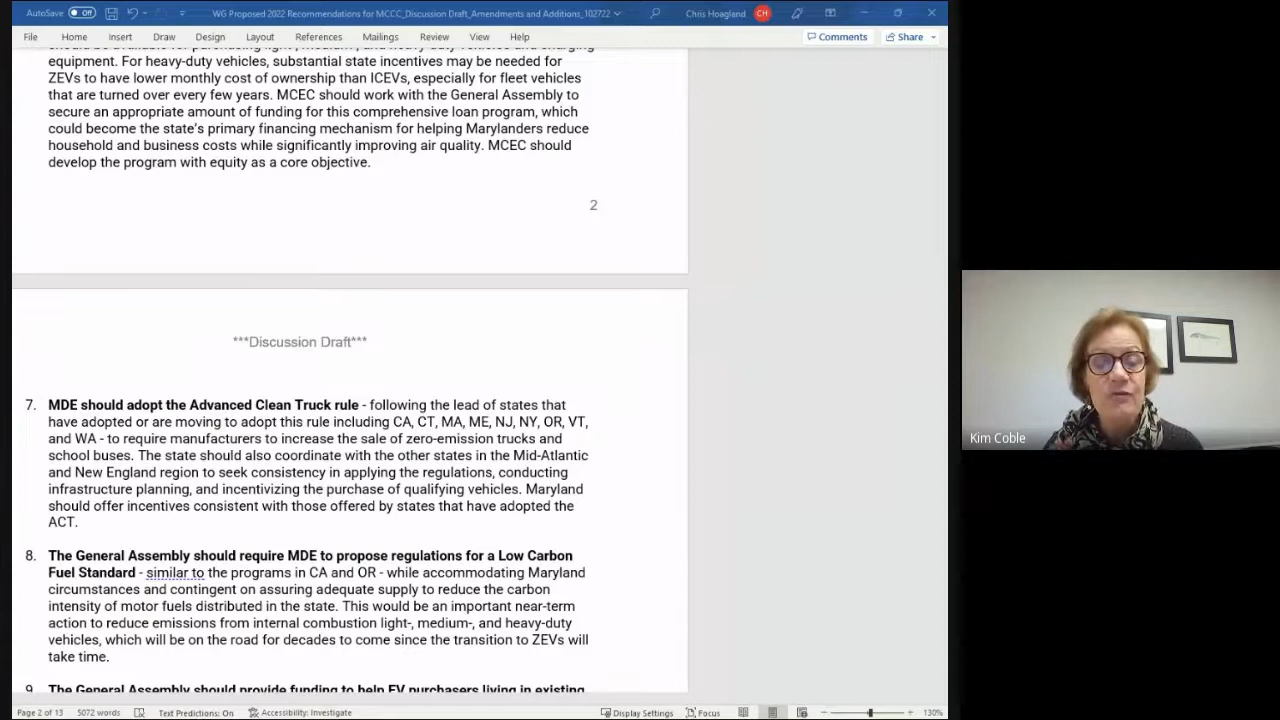 AutoSave Off WG Proposed 2022 Recommendations for MCCC_Discussion Draft_Amendments and Additions_102722 Chris Hoagland CH
File Home Insert Draw Design Layout References Mailings Review View Help Comments Share
equipment. For heavy-duty vehicles, substantial state incentives may be needed for
ZEVs to have lower monthly cost of ownership than ICEVs, especially for fleet vehicles
that are turned over every few years. MCEC should work with the General Assembly to
secure an appropriate amount of funding for this comprehensive loan program, which
could become the state's primary financing mechanism for helping Marylanders reduce
household and business costs while significantly improving air quality. MCEC should
develop the program with equity as a core objective.
2
***Discussion Draft***
7. MDE should adopt the Advanced Clean Truck rule - following the lead of states that
have adopted or are moving to adopt this rule including CA, CT, MA, ME, NJ, NY, OR, VT,
and WA - to require manufacturers to increase the sale of zero-emission trucks and
school buses. The state should also coordinate with the other states in the Mid-Atlantic
and New England region to seek consistency in applying the regulations, conducting
infrastructure planning, and incentivizing the purchase of qualifying vehicles. Maryland
should offer incentives consistent with those offered by states that have adopted the
ACT.
8. The General Assembly should require MDE to propose regulations for a Low Carbon
Fuel Standard - similar to the programs in CA and OR - while accommodating Maryland
circumstances and contingent on assuring adequate supply to reduce the carbon
intensity of motor fuels distributed in the state. This would be an important near-term
action to reduce emissions from internal combustion light-, medium-, and heavy-duty
vehicles, which will be on the road for decades to come since the transition to ZEVs will
take time.
9. The General Assembly should provide funding to help EV purchasers living in existing
Page 2 of 13 5072 words Text Predictions: On Accessibility: Investigate Display Settings Focus 130%
Kim Coble